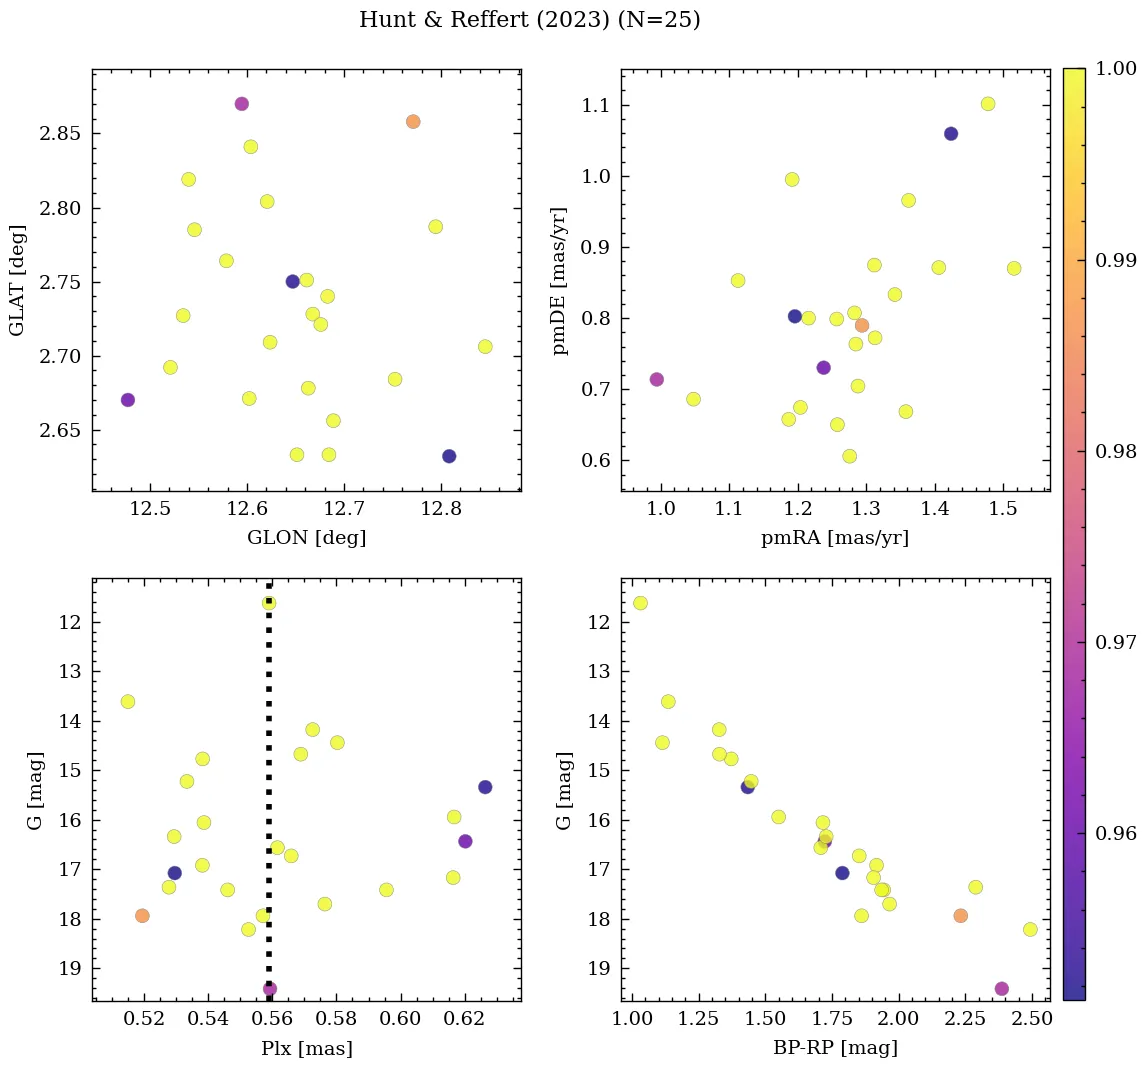 Hunt & Reffert (2023) (N=25)
2.85
2.80
2.75
2.70
2.65
GLAT [deg]
12.5 12.6 12.7 12.8
GLON [deg]
1.1
1.0
0.9
0.8
0.7
0.6
pmDE [mas/yr]
1.0 1.1 1.2 1.3 1.4 1.5
pmRA [mas/yr]
12
13
14
15
16
17
18
19
G [mag]
0.52 0.54 0.56 0.58 0.60 0.62
Plx [mas]
12
13
14
15
16
17
18
19
G [mag]
1.00 1.25 1.50 1.75 2.00 2.25 2.50
BP-RP [mag]
1.00
0.99
0.98
0.97
0.96